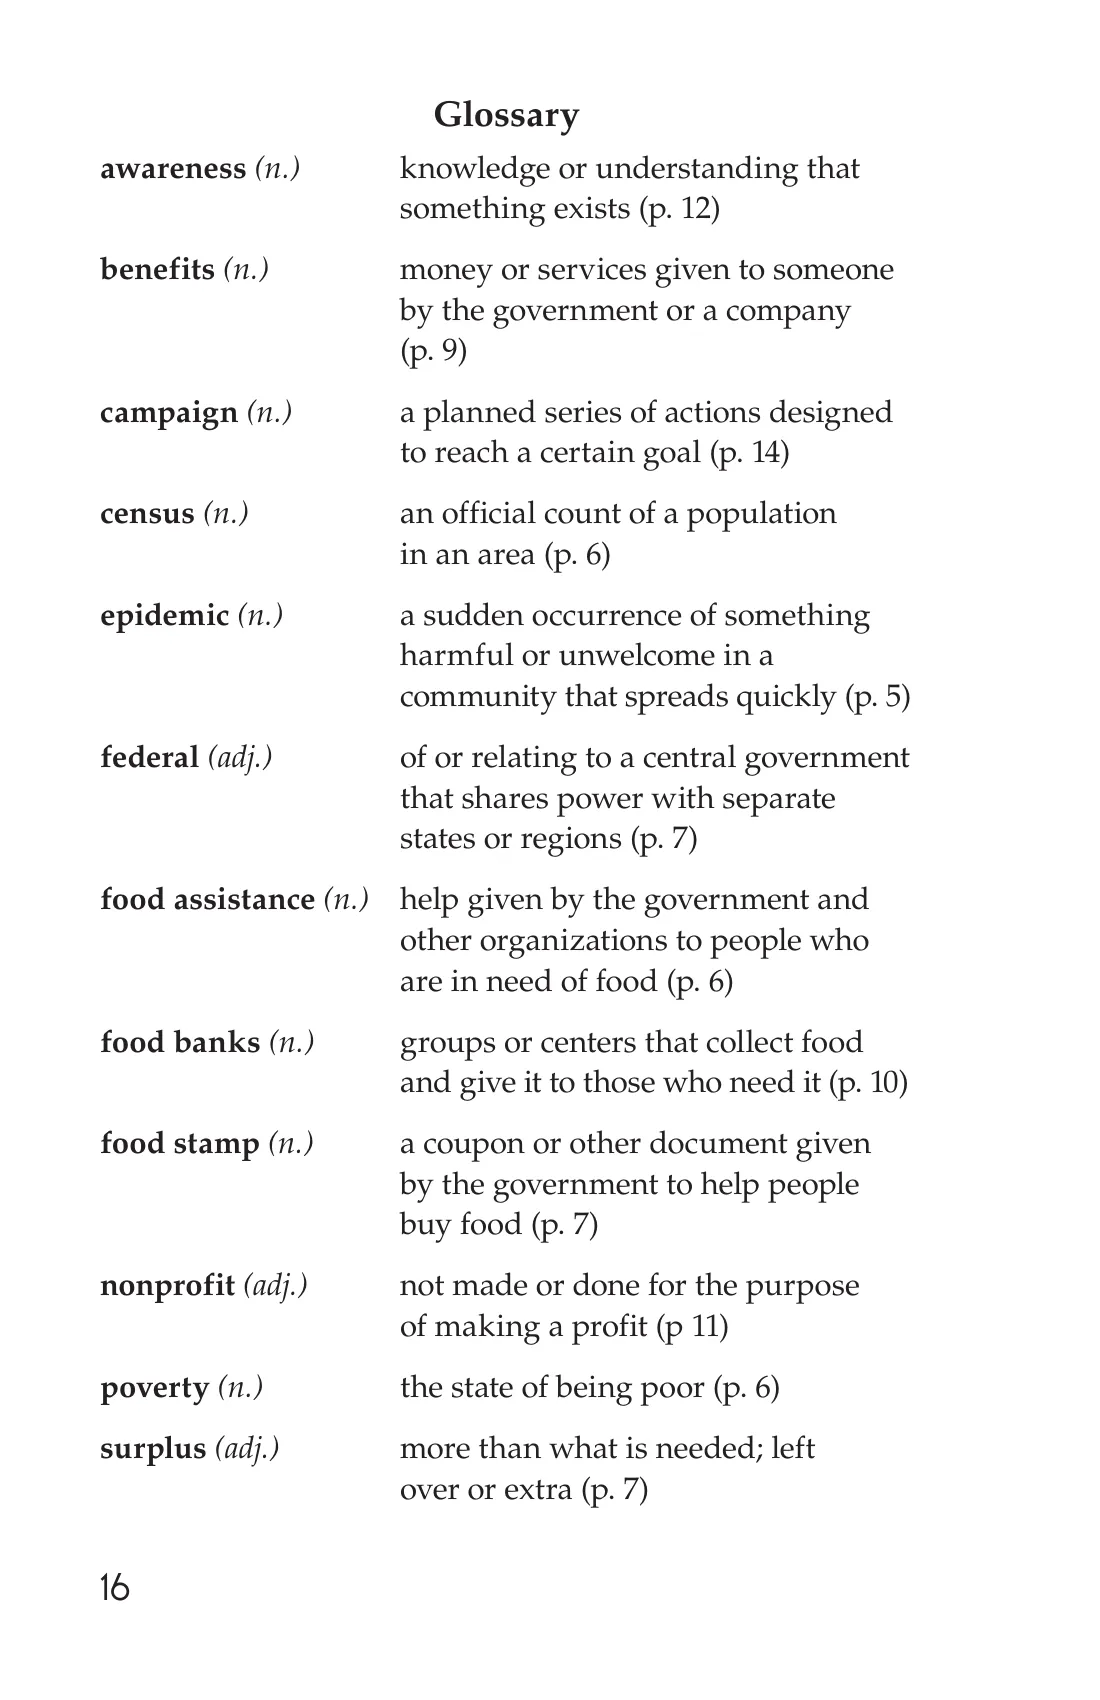 Glossary
awareness (n.) knowledge or understanding that
something exists (p. 12)
benefits (n.) money or services given to someone
by the government or a company
(p. 9)
campaign (n.) a planned series of actions designed
to reach a certain goal (p. 14)
census (n.) an official count of a population
in an area (p. 6)
epidemic (n.) a sudden occurrence of something
harmful or unwelcome in a
community that spreads quickly (p. 5)
federal (adj.) of or relating to a central government
that shares power with separate
states or regions (p. 7)
food assistance (n.) help given by the government and
other organizations to people who
are in need of food (p. 6)
food banks (n.) groups or centers that collect food
and give it to those who need it (p. 10)
food stamp (n.) a coupon or other document given
by the government to help people
buy food (p. 7)
nonprofit (adj.) not made or done for the purpose
of making a profit (p 11)
poverty (n.) the state of being poor (p. 6)
surplus (adj.) more than what is needed; left
over or extra (p. 7)
16